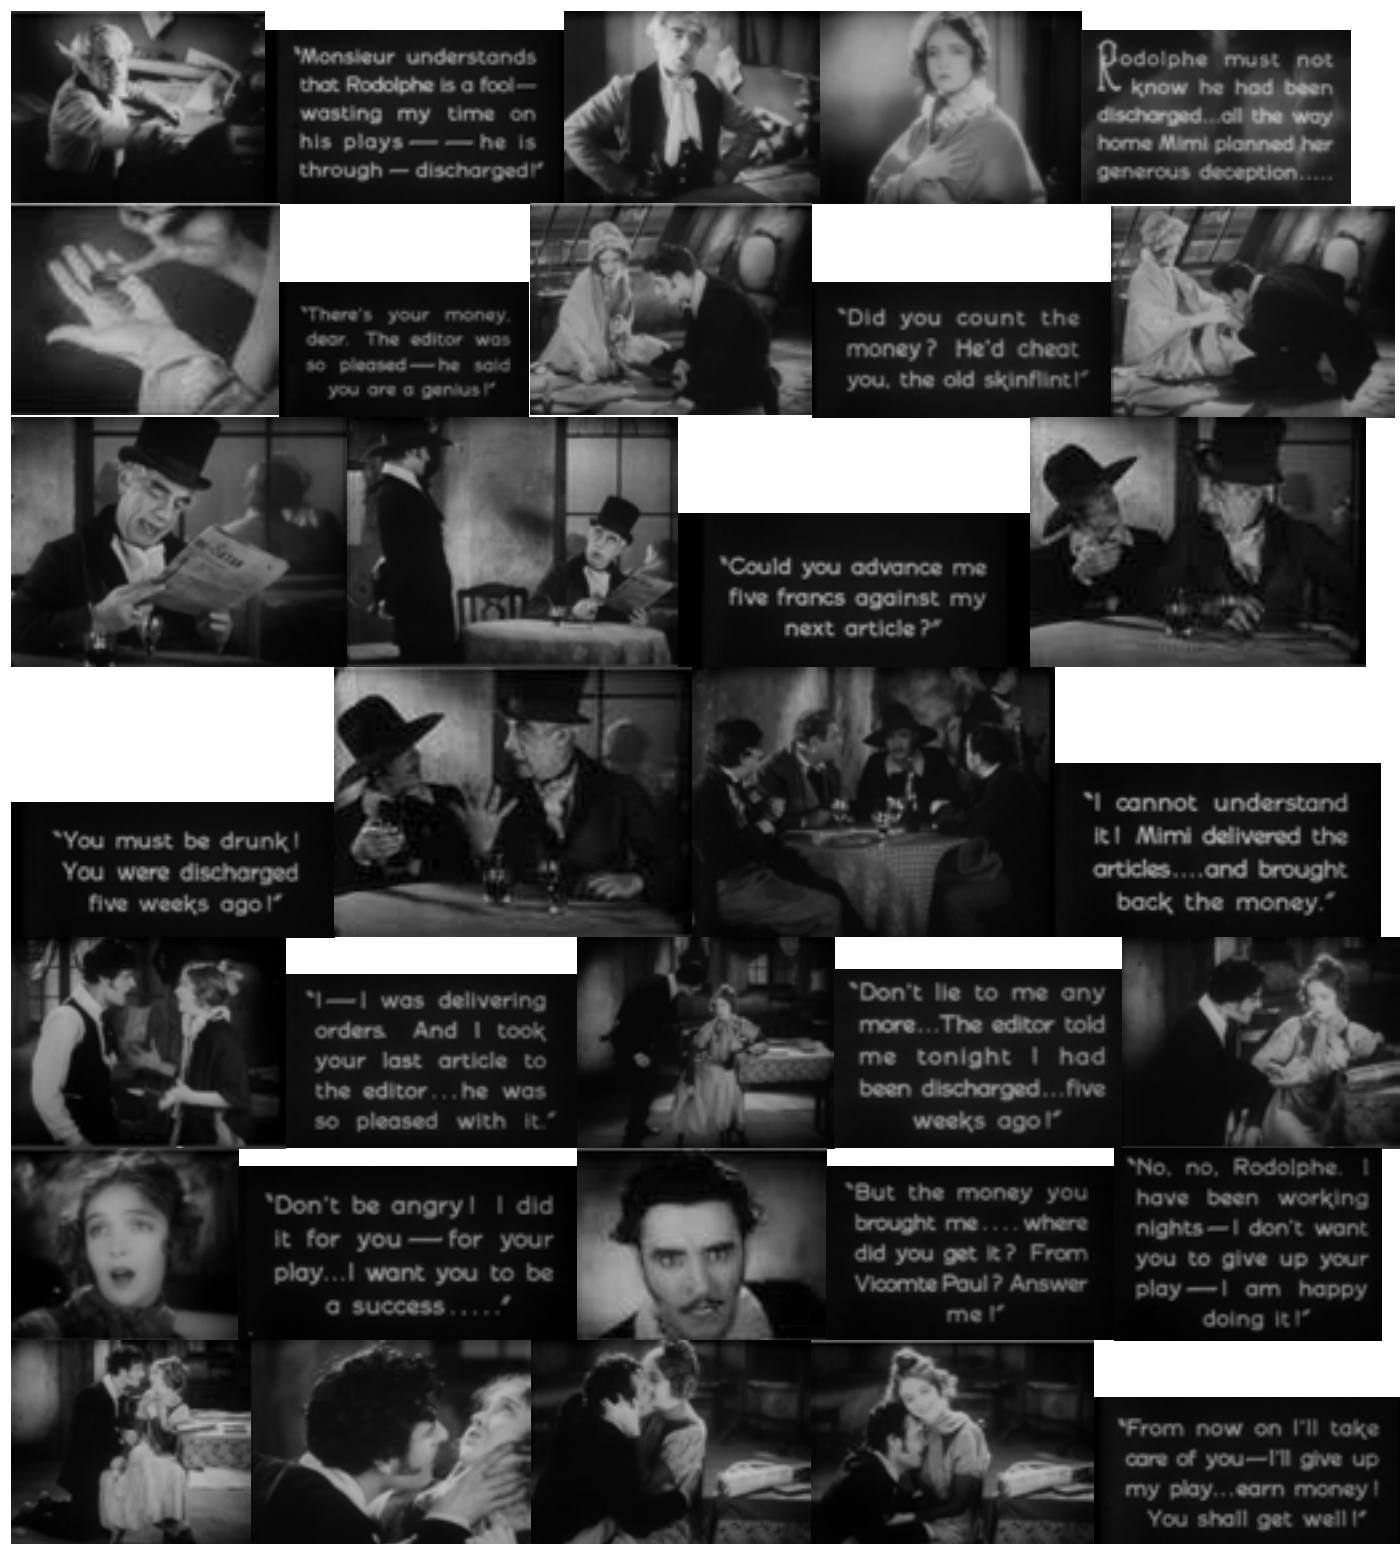 "Monsieur understands
that Rodolphe is a fool—
wasting my time on
his plays — — he is
through — discharged!"
Rodolphe must not
know he had been
discharged...all the way
home Mimi planned her
generous deception.....
"There's your money,
dear. The editor was
so pleased—he said
you are a genius!"
"Did you count the
money? He'd cheat
you, the old skinflint!"
"Could you advance me
five francs against my
next article?"
"You must be drunk!
You were discharged
five weeks ago!"
"I cannot understand
it! Mimi delivered the
articles....and brought
back the money."
"I—I was delivering
orders. And I took
your last article to
the editor...he was
so pleased with it."
"Don't lie to me any
more...The editor told
me tonight I had
been discharged...five
weeks ago!"
"Don't be angry! I did
it for you — for your
play...I want you to be
a success....."
"But the money you
brought me....where
did you get it? From
Vicomte Paul? Answer
me!"
"No, no, Rodolphe. I
have been working
nights—I don't want
you to give up your
play—I am happy
doing it!"
"From now on I'll take
care of you—I'll give up
my play...earn money!
You shall get well!"